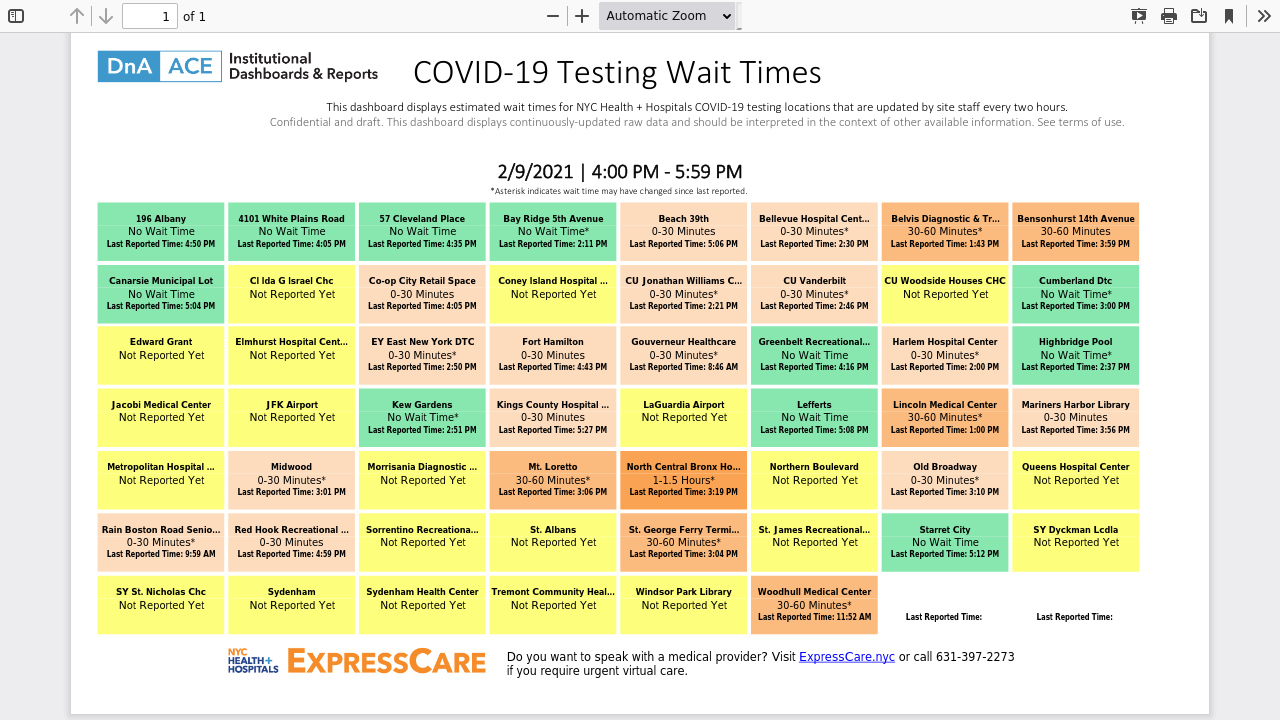 1 of 1
Automatic Zoom
DnA ACE Institutional
Dashboards & Reports
COVID-19 Testing Wait Times
This dashboard displays estimated wait times for NYC Health + Hospitals COVID-19 testing locations that are updated by site staff every two hours.
Confidential and draft. This dashboard displays continuously-updated raw data and should be interpreted in the context of other available information. See terms of use.
2/9/2021 | 4:00 PM - 5:59 PM
*Asterisk indicates wait time may have changed since last reported.
196 Albany
No Wait Time
Last Reported Time: 4:50 PM
4101 White Plains Road
No Wait Time
Last Reported Time: 4:05 PM
57 Cleveland Place
No Wait Time
Last Reported Time: 4:35 PM
Bay Ridge 5th Avenue
No Wait Time*
Last Reported Time: 2:11 PM
Beach 39th
0-30 Minutes
Last Reported Time: 5:06 PM
Bellevue Hospital Cent...
0-30 Minutes*
Last Reported Time: 2:30 PM
Belvis Diagnostic & Tr...
30-60 Minutes*
Last Reported Time: 1:43 PM
Bensonhurst 14th Avenue
30-60 Minutes
Last Reported Time: 3:59 PM
Canarsie Municipal Lot
No Wait Time
Last Reported Time: 5:04 PM
CI Ida G Israel Chc
Not Reported Yet
Co-op City Retail Space
0-30 Minutes
Last Reported Time: 4:05 PM
Coney Island Hospital ...
Not Reported Yet
CU Jonathan Williams C...
0-30 Minutes*
Last Reported Time: 2:21 PM
CU Vanderbilt
0-30 Minutes*
Last Reported Time: 2:46 PM
CU Woodside Houses CHC
Not Reported Yet
Cumberland Dtc
No Wait Time*
Last Reported Time: 3:00 PM
Edward Grant
Not Reported Yet
Elmhurst Hospital Cent...
Not Reported Yet
EY East New York DTC
0-30 Minutes*
Last Reported Time: 2:50 PM
Fort Hamilton
0-30 Minutes
Last Reported Time: 4:43 PM
Gouverneur Healthcare
0-30 Minutes*
Last Reported Time: 8:46 AM
Greenbelt Recreational...
No Wait Time
Last Reported Time: 4:16 PM
Harlem Hospital Center
0-30 Minutes*
Last Reported Time: 2:00 PM
Highbridge Pool
No Wait Time*
Last Reported Time: 2:37 PM
Jacobi Medical Center
Not Reported Yet
JFK Airport
Not Reported Yet
Kew Gardens
No Wait Time*
Last Reported Time: 2:51 PM
Kings County Hospital ...
0-30 Minutes
Last Reported Time: 5:27 PM
LaGuardia Airport
Not Reported Yet
Lefferts
No Wait Time
Last Reported Time: 5:08 PM
Lincoln Medical Center
30-60 Minutes*
Last Reported Time: 1:00 PM
Mariners Harbor Library
0-30 Minutes
Last Reported Time: 3:56 PM
Metropolitan Hospital ...
Not Reported Yet
Midwood
0-30 Minutes*
Last Reported Time: 3:01 PM
Morrisania Diagnostic ...
Not Reported Yet
Mt. Loretto
30-60 Minutes*
Last Reported Time: 3:06 PM
North Central Bronx Ho...
1-1.5 Hours*
Last Reported Time: 3:19 PM
Northern Boulevard
Not Reported Yet
Old Broadway
0-30 Minutes*
Last Reported Time: 3:10 PM
Queens Hospital Center
Not Reported Yet
Rain Boston Road Senio...
0-30 Minutes*
Last Reported Time: 9:59 AM
Red Hook Recreational ...
0-30 Minutes
Last Reported Time: 4:59 PM
Sorrentino Recreationa...
Not Reported Yet
St. Albans
Not Reported Yet
St. George Ferry Termi...
30-60 Minutes*
Last Reported Time: 3:04 PM
St. James Recreational...
Not Reported Yet
Starret City
No Wait Time
Last Reported Time: 5:12 PM
SY Dyckman Lcdla
Not Reported Yet
SY St. Nicholas Chc
Not Reported Yet
Sydenham
Not Reported Yet
Sydenham Health Center
Not Reported Yet
Tremont Community Heal...
Not Reported Yet
Windsor Park Library
Not Reported Yet
Woodhull Medical Center
30-60 Minutes*
Last Reported Time: 11:52 AM
Last Reported Time:
Last Reported Time:
NYC
HEALTH+
HOSPITALS
EXPRESSCARE
Do you want to speak with a medical provider? Visit ExpressCare.nyc or call 631-397-2273
if you require urgent virtual care.